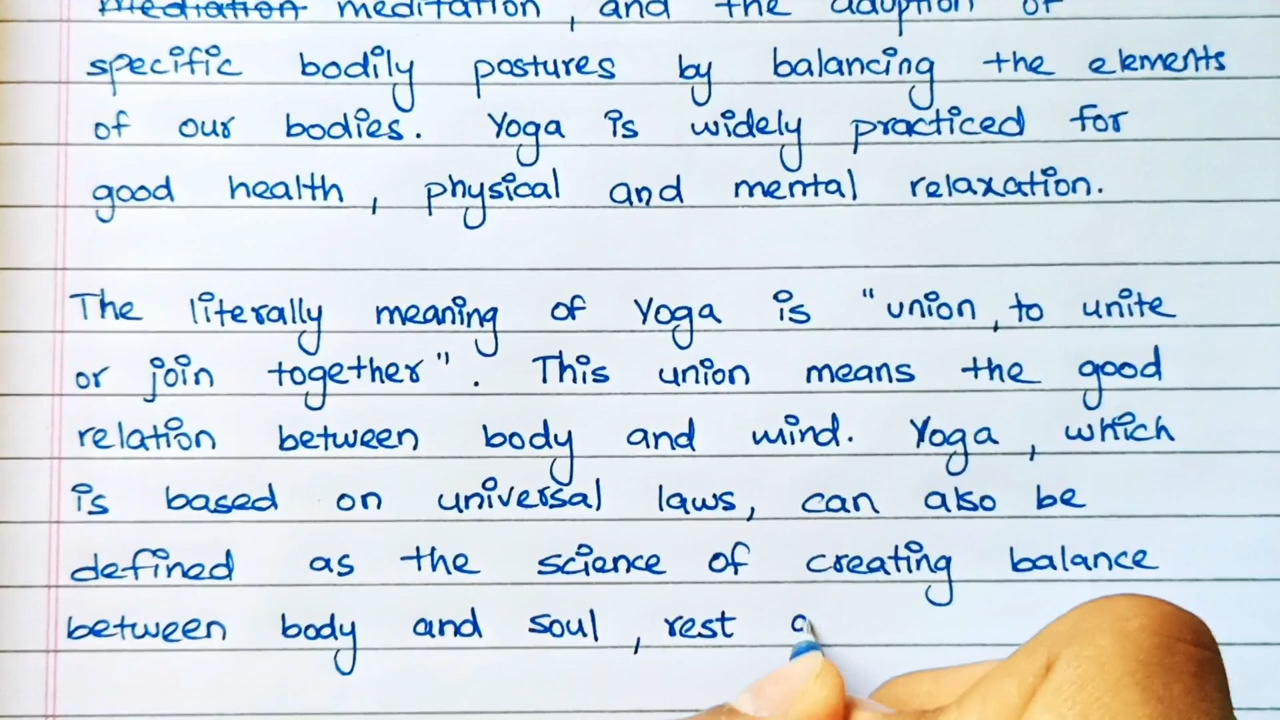 mediation meditation, and the adoption of
specific bodily postures by balancing the elements
of our bodies. Yoga is widely practiced for
good health, physical and mental relaxation.
The literally meaning of Yoga is "union, to unite
or join together". This union means the good
relation between body and mind. Yoga, which
is based on universal laws, can also be
defined as the science of creating balance
between body and soul, rest a